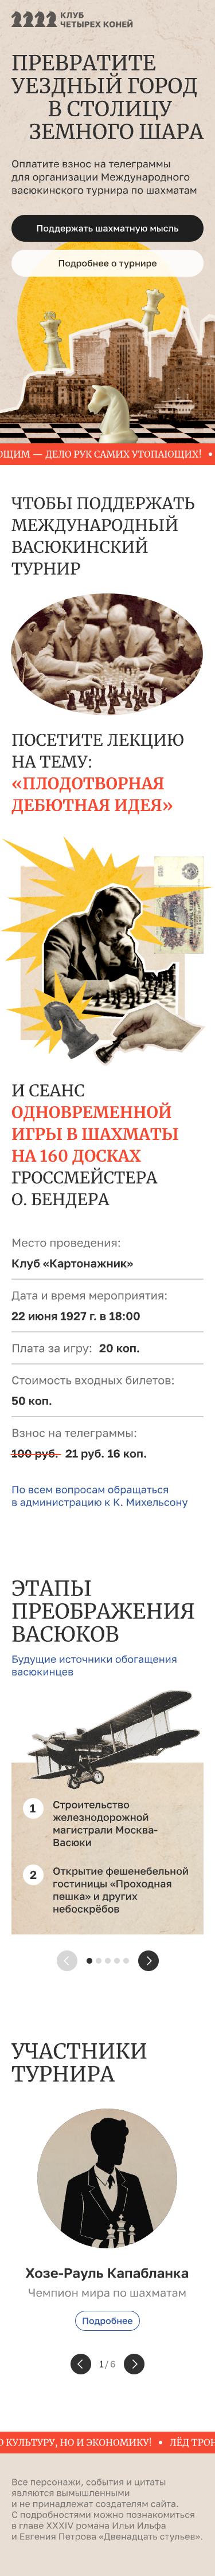 КЛУБ
ЧЕТЫРЕХ КОНЕЙ
ПРЕВРАТИТЕ
УЕЗДНЫЙ ГОРОД
В СТОЛИЦУ
ЗЕМНОГО ШАРА
Оплатите взнос на телеграммы
для организации Международного
васюкинского турнира по шахматам
Поддержать шахматную мысль
Подробнее о турнире
ЮЩИМ — ДЕЛО РУК САМИХ УТОПАЮЩИХ! •
ЧТОБЫ ПОДДЕРЖАТЬ
МЕЖДУНАРОДНЫЙ
ВАСЮКИНСКИЙ
ТУРНИР
ПОСЕТИТЕ ЛЕКЦИЮ
НА ТЕМУ:
«ПЛОДОТВОРНАЯ
ДЕБЮТНАЯ ИДЕЯ»
И СЕАНС
ОДНОВРЕМЕННОЙ
ИГРЫ В ШАХМАТЫ
НА 160 ДОСКАХ
ГРОССМЕЙСТЕРА
О. БЕНДЕРА
Место проведения:
Клуб «Картонажник»
Дата и время мероприятия:
22 июня 1927 г. в 18:00
Плата за игру: 20 коп.
Стоимость входных билетов:
50 коп.
Взнос на телеграммы:
100 руб. 21 руб. 16 коп.
По всем вопросам обращаться
в администрацию к К. Михельсону
ЭТАПЫ
ПРЕОБРАЖЕНИЯ
ВАСЮКОВ
Будущие источники обогащения
васюкинцев
1 Строительство
железнодорожной
магистрали Москва-
Васюки
2 Открытие фешенебельной
гостиницы «Проходная
пешка» и других
небоскрёбов
УЧАСТНИКИ
ТУРНИРА
Хозе-Рауль Капабланка
Чемпион мира по шахматам
Подробнее
1 / 6
О КУЛЬТУРУ, НО И ЭКОНОМИКУ! • ЛЁД ТРОН
Все персонажи, события и цитаты
являются вымышленными
и не принадлежат создателям сайта.
С подробностями можно познакомиться
в главе XXXIV романа Ильи Ильфа
и Евгения Петрова «Двенадцать стульев».